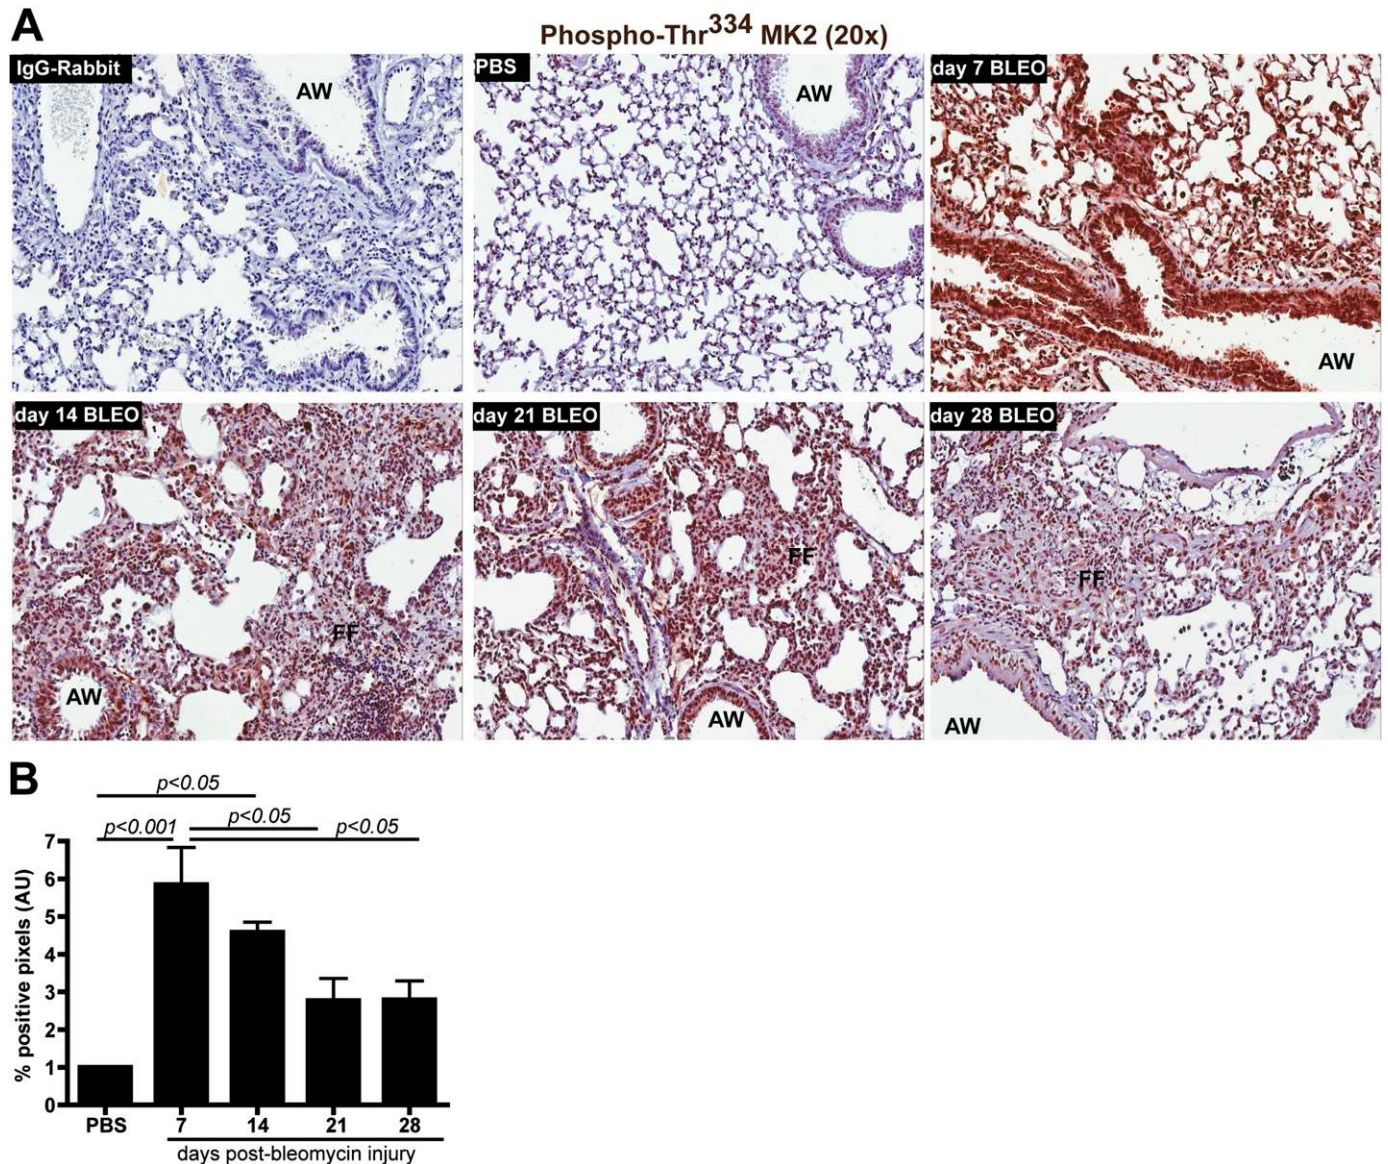 A
Phospho-Thr334 MK2 (20x)
IgG-Rabbit
AW
PBS
AW
day 7 BLEO
AW
day 14 BLEO
FF
AW
day 21 BLEO
FF
AW
day 28 BLEO
FF
AW
B
p<0.05
p<0.05
p<0.001
p<0.05
% positive pixels (AU)
7
6
5
4
3
2
1
0
PBS 7 14 21 28
days post-bleomycin injury